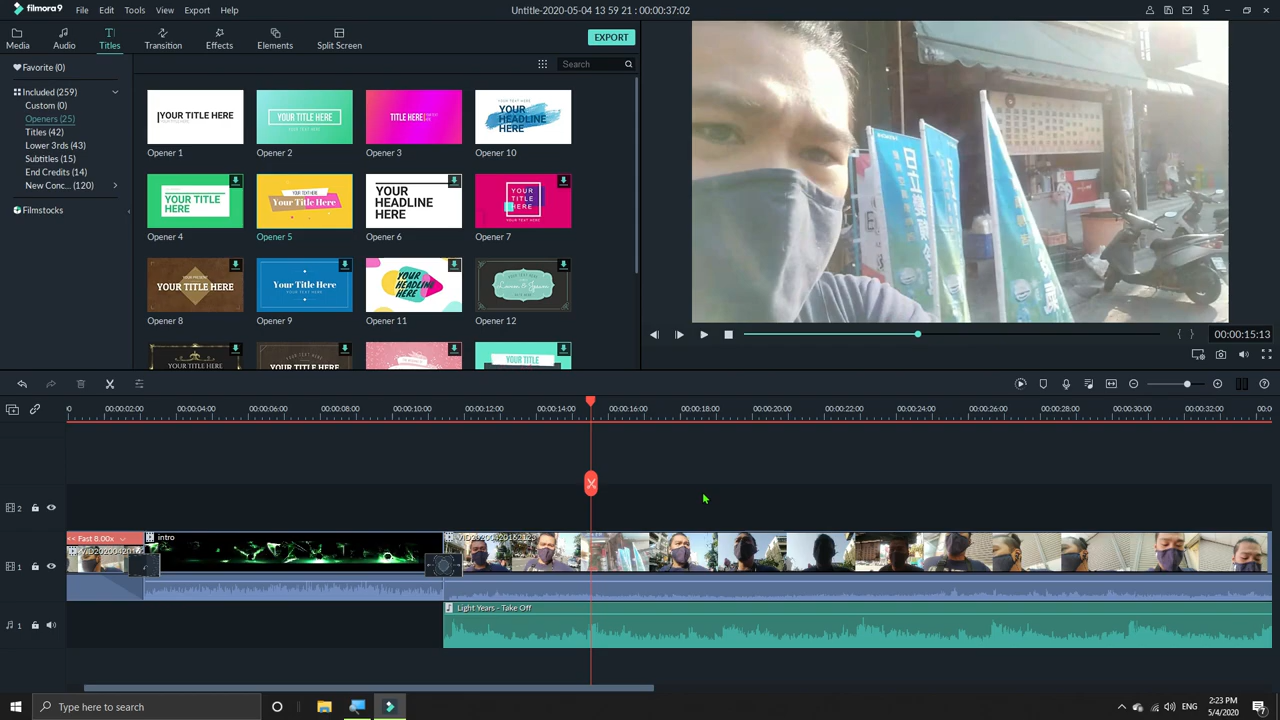 filmora9 File Edit Tools View Export Help
Untitle-2020-05-04 13 59 21 : 00:00:37:02
Media Audio Titles Transition Effects Elements Split Screen
EXPORT
Favorite (0)
Included (259)
Custom (0)
Openers (25)
Titles (42)
Lower 3rds (43)
Subtitles (15)
End Credits (14)
New Conc... (120)
Filmstocks
Search
YOUR TITLE HERE
Opener 1
YOUR TITLE HERE
Opener 2
TITLE HERE
Opener 3
YOUR
HEADLINE
HERE
Opener 10
YOUR TITLE
HERE
Opener 4
YOUR TEXT HERE
Your Title Here
Opener 5
YOUR
HEADLINE
HERE
Opener 6
YOUR
TITLE
HERE
Opener 7
YOUR TITLE HERE
Opener 8
Your Title Here
Opener 9
YOUR
HEADLINE
HERE
Opener 11
Lorem & Ipsum
Opener 12
YOUR TITLE HERE
YOUR TITLE HERE
YOUR TITLE
00:00:15:13
00:00:02:00 00:00:04:00 00:00:06:00 00:00:08:00 00:00:10:00 00:00:12:00 00:00:14:00 00:00:16:00 00:00:18:00 00:00:20:00 00:00:22:00 00:00:24:00 00:00:26:00 00:00:28:00 00:00:30:00 00:00:32:00
2
<< Fast 8.00x
intro
VID20200420162123
1
Light Years - Take Off
1
Type here to search
ENG
2:23 PM
5/4/2020
7